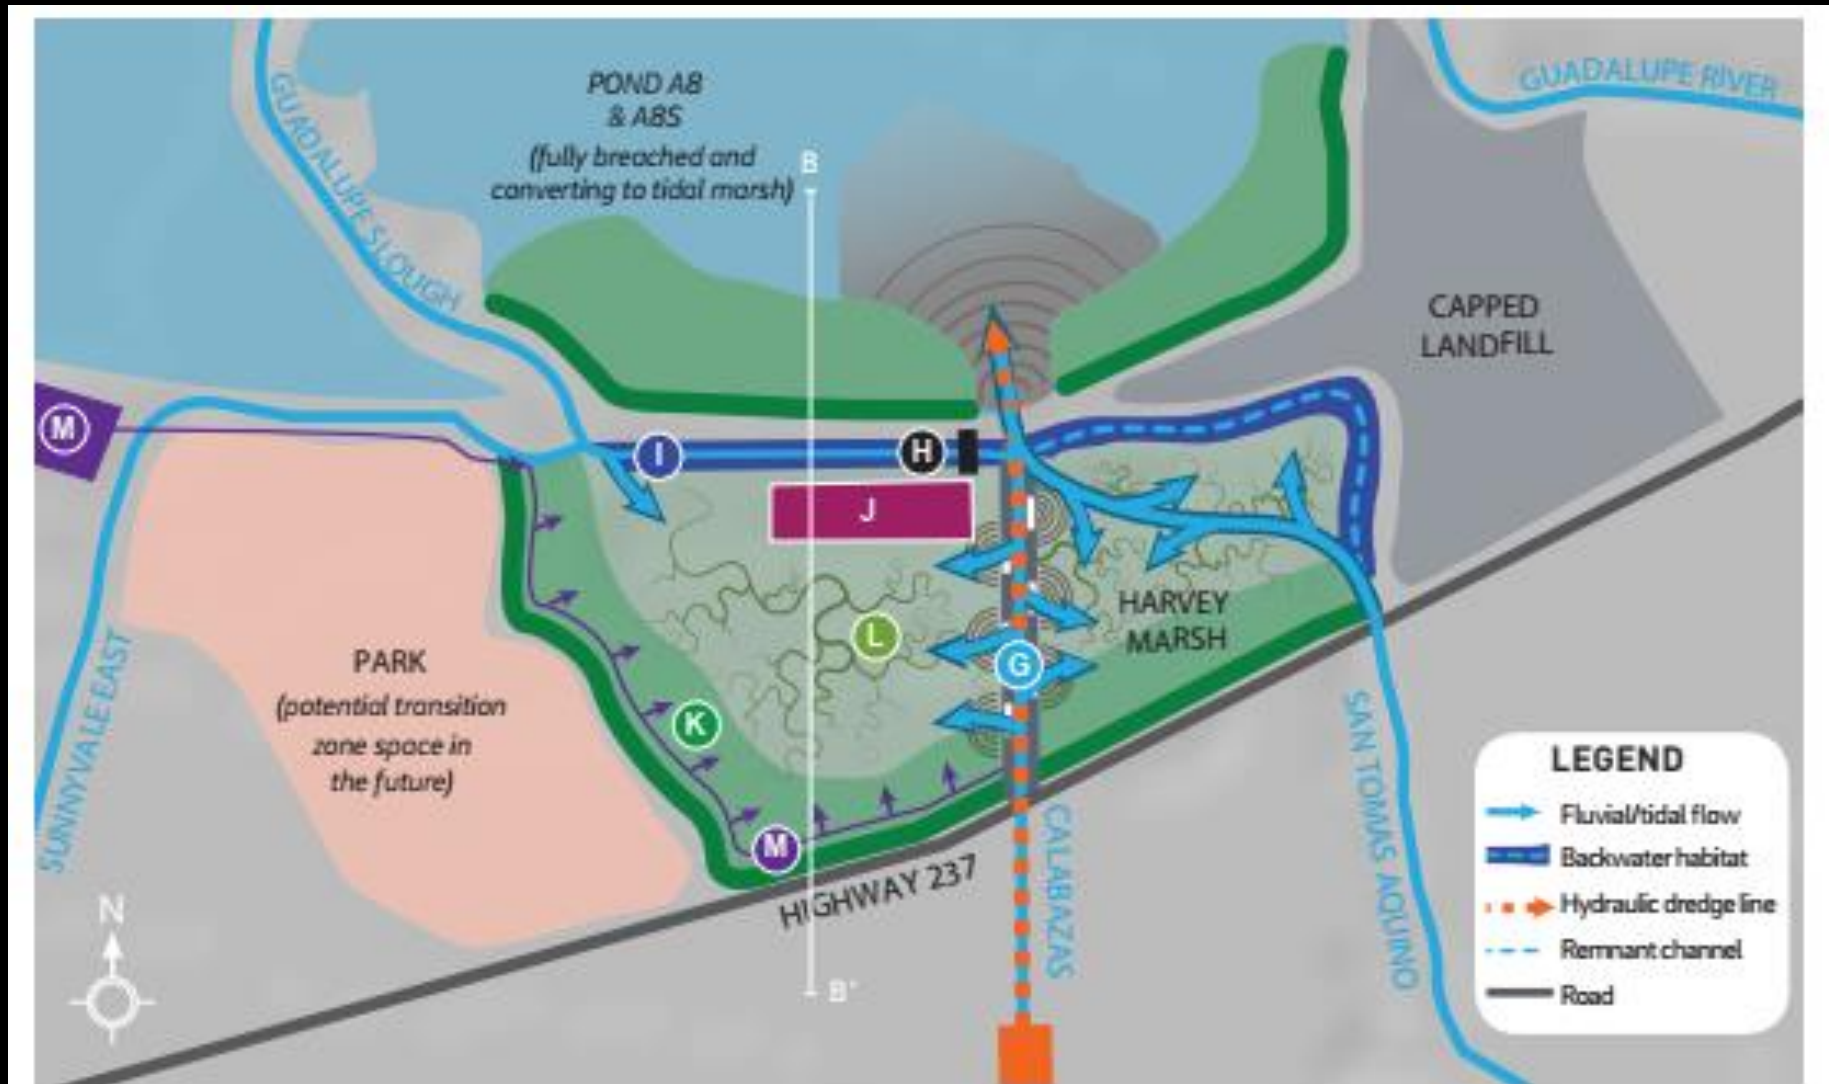 POND A8
& A8S
(fully breached and
converting to tidal marsh)
B
GUADALUPE RIVER
GUADALUPE SLOUGH
CAPPED
LANDFILL
M
I
H
J
HARVEY
MARSH
L
G
PARK
(potential transition
zone space in
the future)
K
M
SUNNYVALE EAST
HIGHWAY 237
CALABAZAS
SAN TOMAS AQUINO
N
B'
LEGEND
Fluvial/tidal flow
Backwater habitat
Hydraulic dredge line
Remnant channel
Road